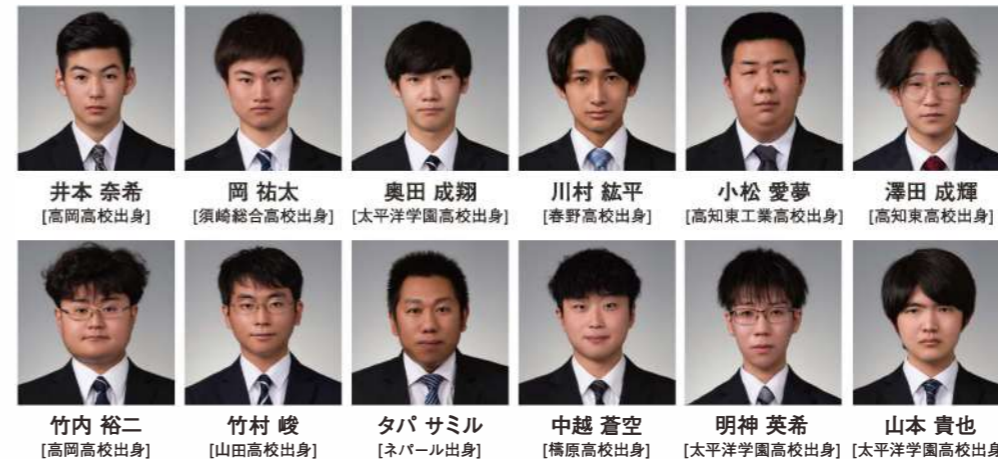 井本 奈希
[高岡高校出身]
岡 祐太
[須崎総合高校出身]
奥田 成翔
[太平洋学園高校出身]
川村 紘平
[春野高校出身]
小松 愛夢
[高知東工業高校出身]
澤田 成輝
[高知東高校出身]
竹内 裕二
[高岡高校出身]
竹村 峻
[山田高校出身]
タパ サミル
[ネパール出身]
中越 蒼空
[檮原高校出身]
明神 英希
[太平洋学園高校出身]
山本 貴也
[太平洋学園高校出身